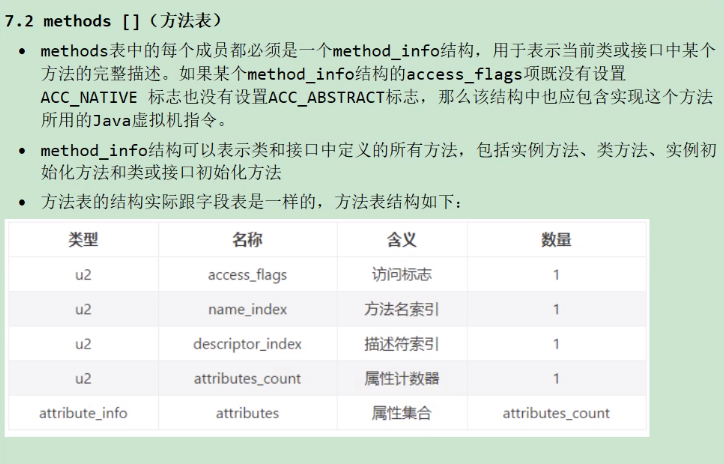 7.2 methods []（方法表）
• methods表中的每个成员都必须是一个method_info结构，用于表示当前类或接口中某个
方法的完整描述。如果某个method_info结构的access_flags项既没有设置
ACC_NATIVE 标志也没有设置ACC_ABSTRACT标志，那么该结构中也应包含实现这个方法
所用的Java虚拟机指令。
• method_info结构可以表示类和接口中定义的所有方法，包括实例方法、类方法、实例初
始化方法和类或接口初始化方法
• 方法表的结构实际跟字段表是一样的，方法表结构如下：
类型 名称 含义 数量
u2 access_flags 访问标志 1
u2 name_index 方法名索引 1
u2 descriptor_index 描述符索引 1
u2 attributes_count 属性计数器 1
attribute_info attributes 属性集合 attributes_count